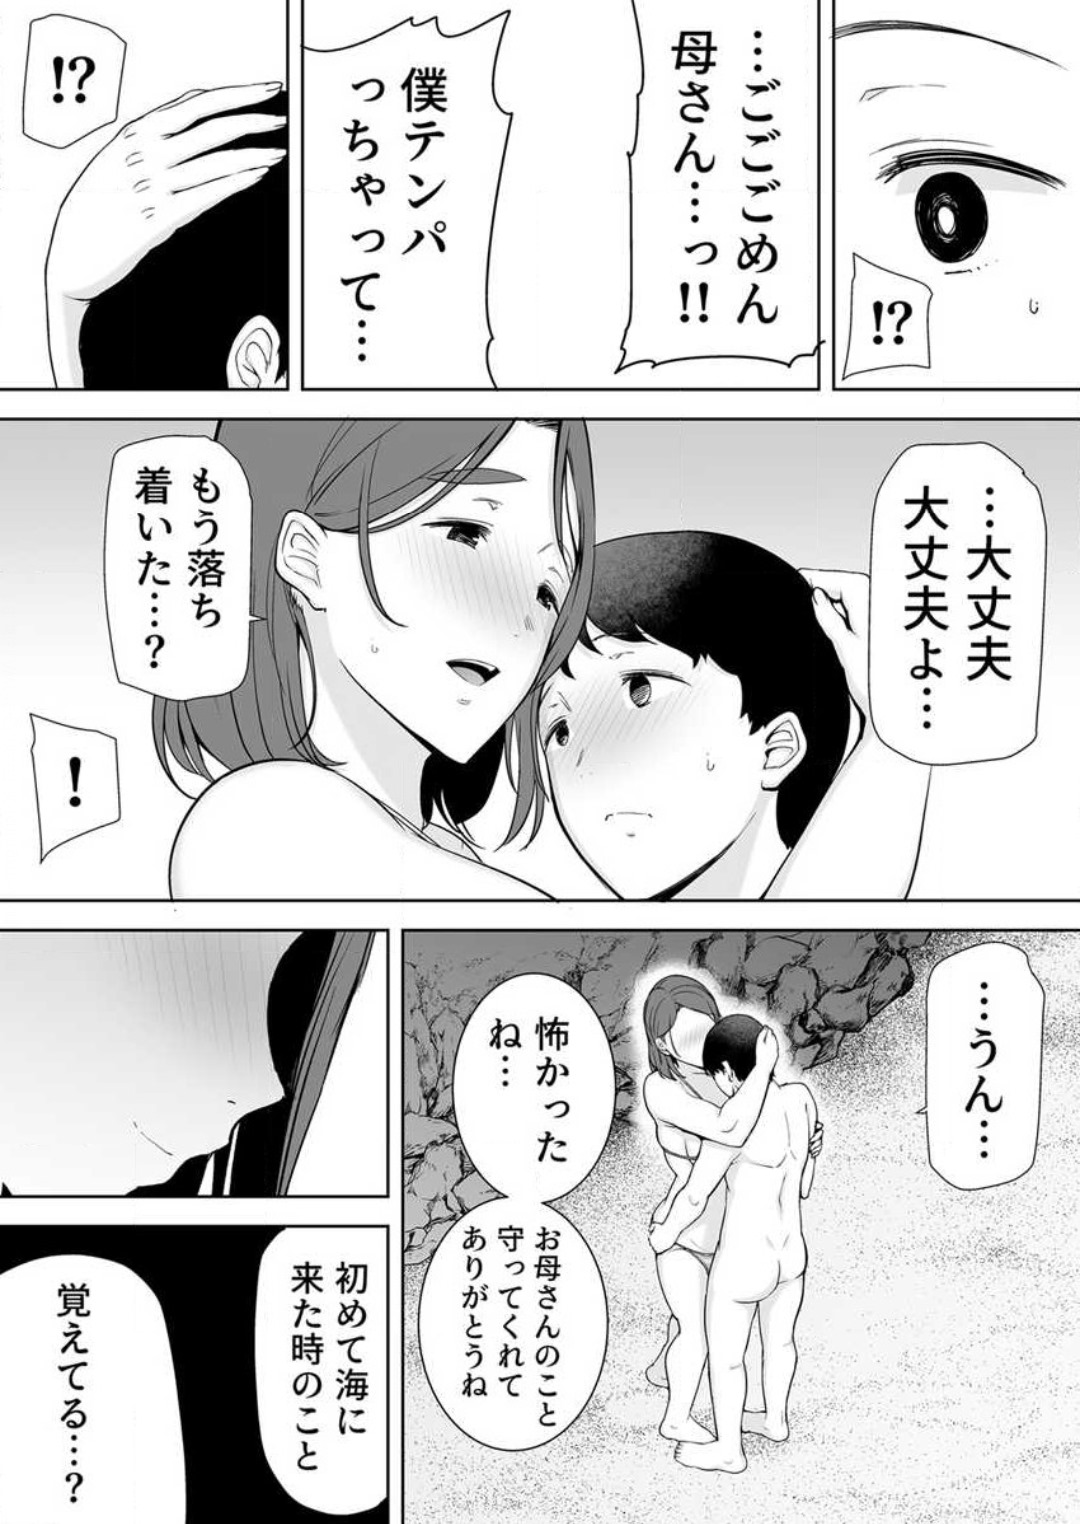 !?
…ごごごめん
母さん…っ!!
僕テンパ
っちゃって…
!?
…大丈夫
大丈夫よ…
もう落ち
着いた…?
!
…うん…
怖かった
ね…
お母さんのこと
守ってくれて
ありがとうね
初めて海に
来た時のこと
覚えてる…?